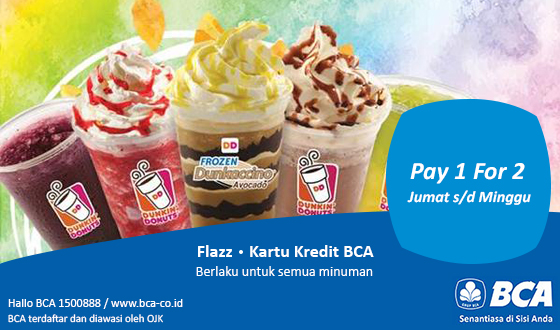 DD
FROZEN
Dunkaccino
Avocado
DUNKIN'
DONUTS
DUNKIN'
DONUTS
DUNKIN'
DONUTS
DUNKIN'
DONUTS
Pay 1 For 2
Jumat s/d Minggu
Flazz • Kartu Kredit BCA
Berlaku untuk semua minuman
Hallo BCA 1500888 / www.bca-co.id
BCA terdaftar dan diawasi oleh OJK
BCA
Senantiasa di Sisi Anda